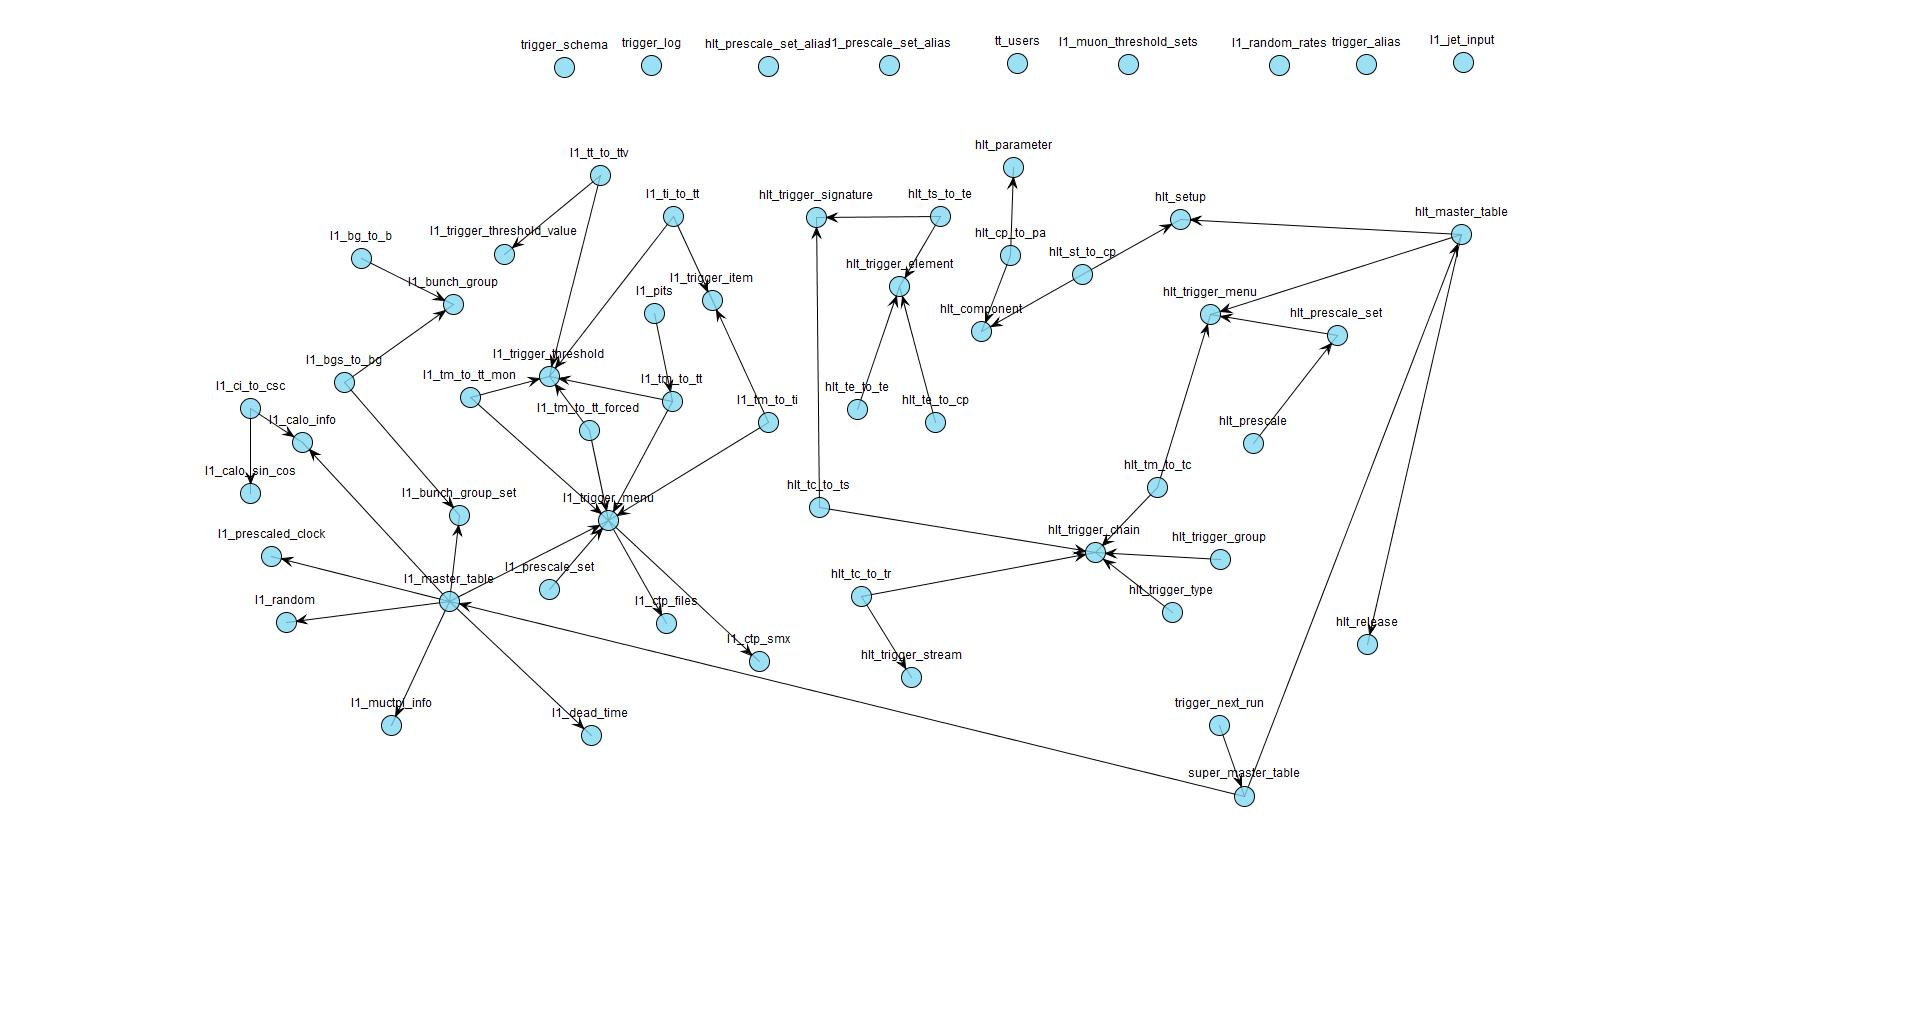 trigger_schema
trigger_log
hlt_prescale_set_alias
l1_prescale_set_alias
tt_users
l1_muon_threshold_sets
l1_random_rates
trigger_alias
l1_jet_input
hlt_parameter
l1_tt_to_ttv
l1_ti_to_tt
hlt_trigger_signature
hlt_ts_to_te
hlt_setup
hlt_master_table
l1_bg_to_b
l1_trigger_threshold_value
hlt_cp_to_pa
hlt_st_to_cp
hlt_trigger_element
l1_bunch_group
l1_trigger_item
l1_pits
hlt_trigger_menu
hlt_component
hlt_prescale_set
l1_bgs_to_bg
l1_trigger_threshold
l1_tm_to_tt_mon
l1_tm_to_tt
l1_ci_to_csc
hlt_te_to_te
l1_tm_to_ti
hlt_te_to_cp
l1_tm_to_tt_forced
l1_calo_info
hlt_prescale
l1_calo_sin_cos
hlt_tm_to_tc
hlt_tc_to_ts
l1_bunch_group_set
l1_trigger_menu
l1_prescaled_clock
hlt_trigger_chain
hlt_trigger_group
l1_prescale_set
hlt_tc_to_tr
l1_master_table
hlt_trigger_type
l1_random
l1_ctp_files
hlt_release
l1_ctp_smx
hlt_trigger_stream
l1_muctpi_info
trigger_next_run
l1_dead_time
super_master_table